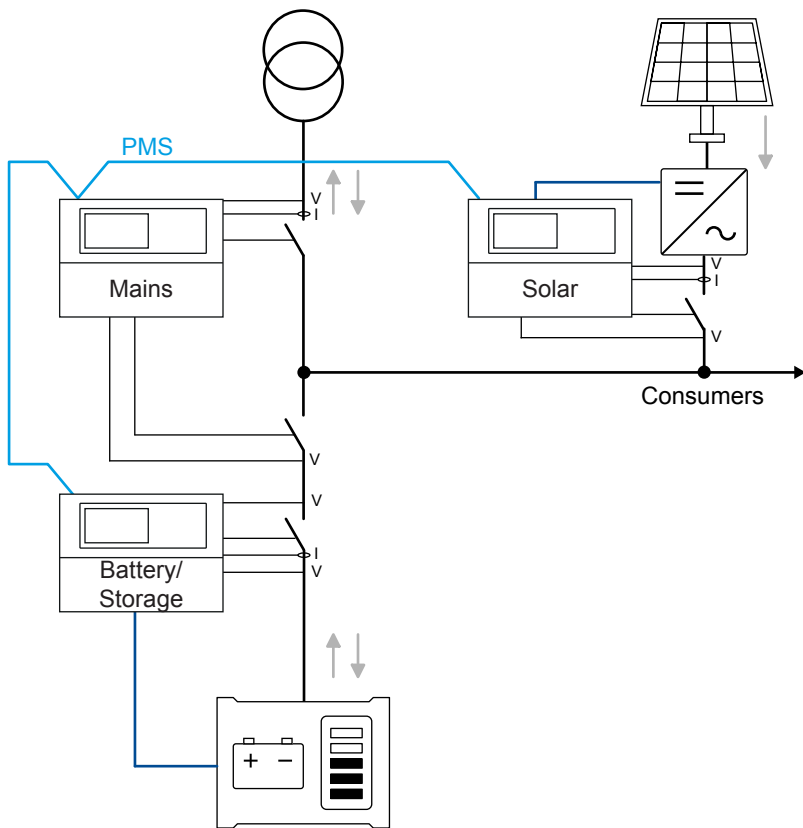 PMS
V
I
Mains
V
I
Solar
V
Consumers
V
V
I
V
Battery/
Storage
+ −